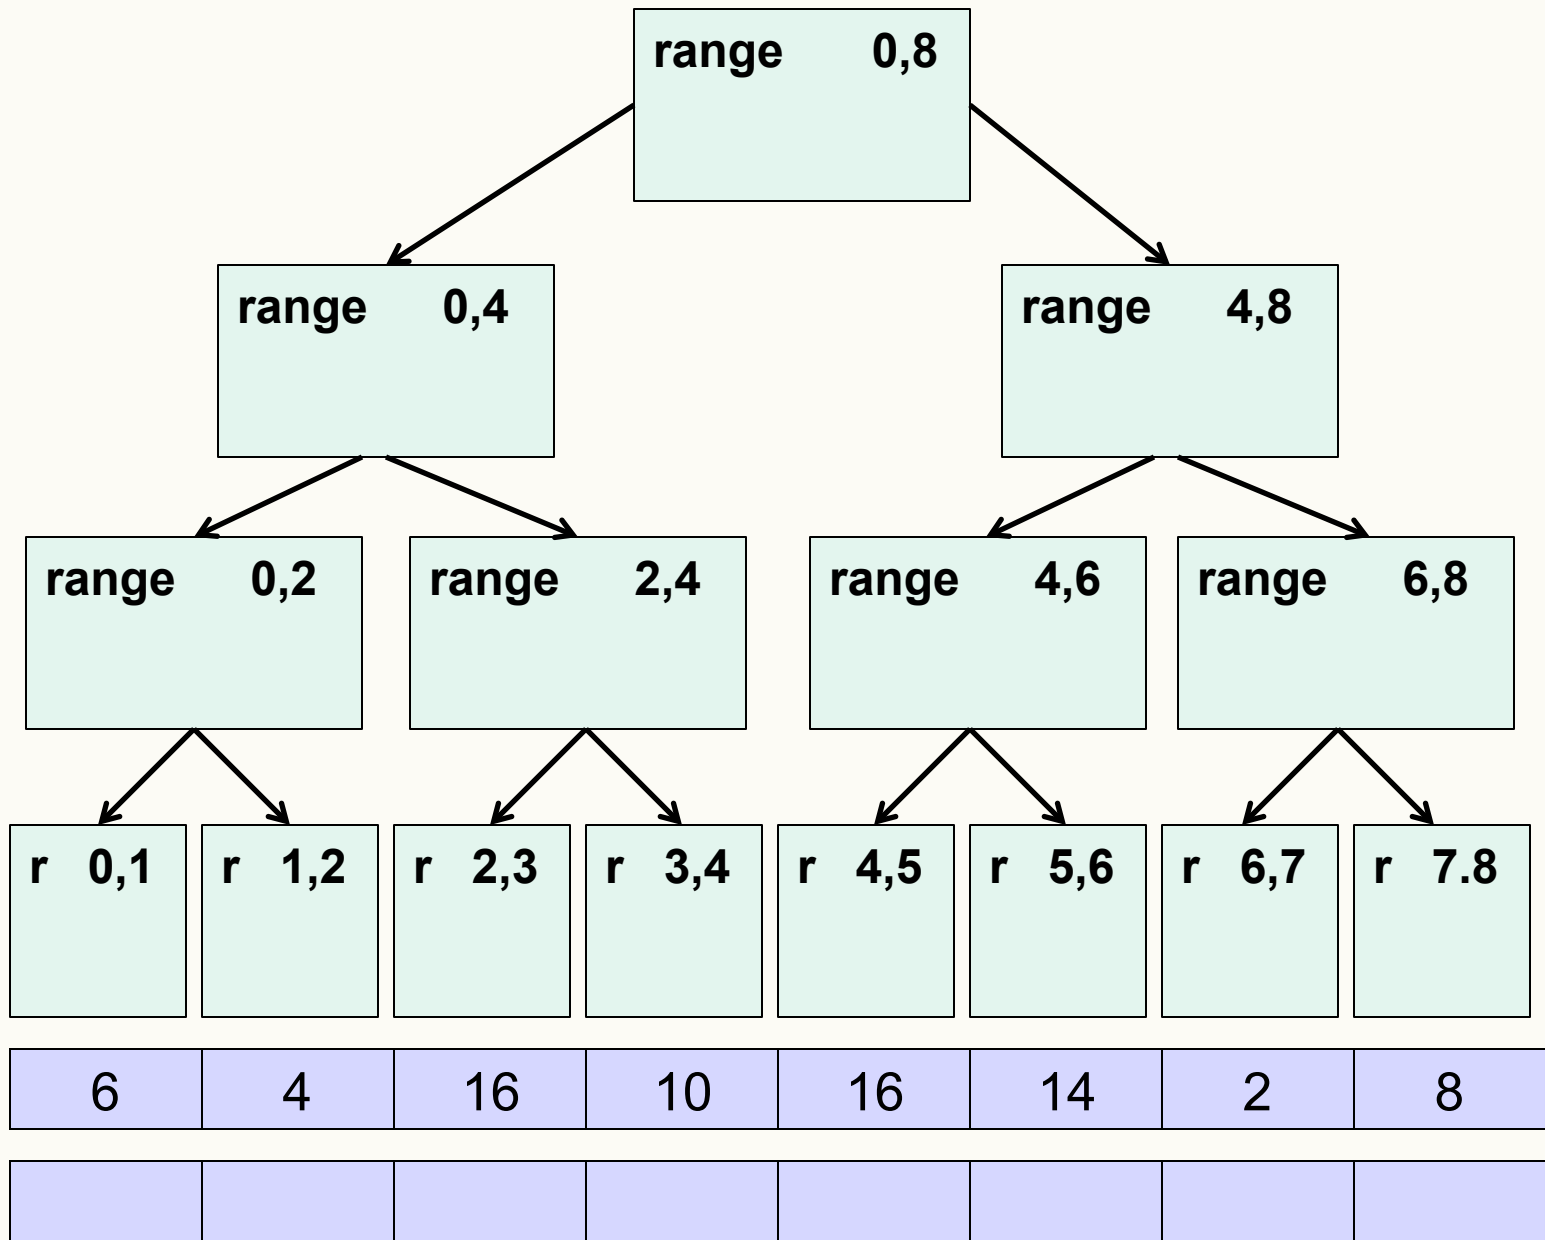 range 0,8
range 0,4
range 4,8
range 0,2
range 2,4
range 4,6
range 6,8
r 0,1
r 1,2
r 2,3
r 3,4
r 4,5
r 5,6
r 6,7
r 7.8
6 4 16 10 16 14 2 8